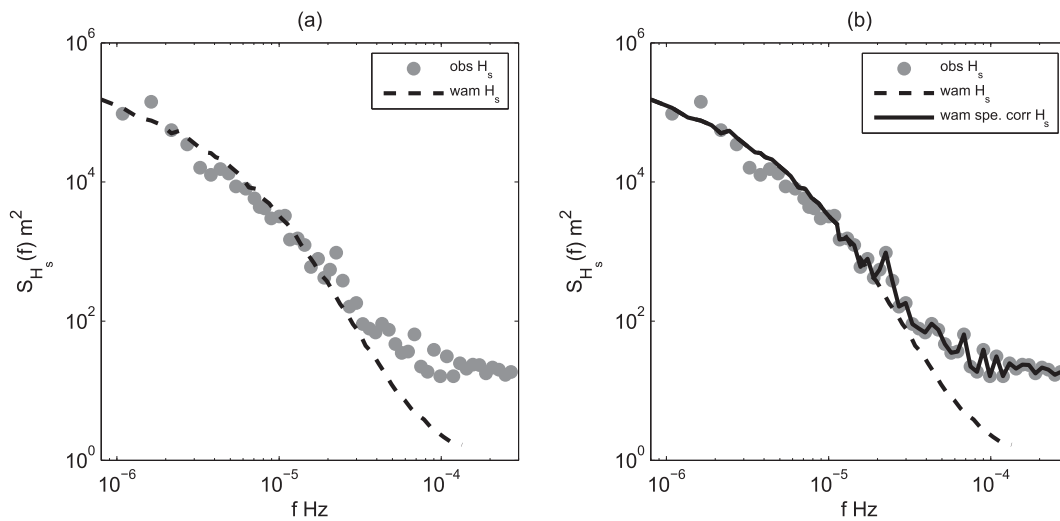 (a)
10^6
10^4
10^2
10^0
S_{H_s}(f) m^2
10^-6
10^-5
10^-4
f Hz
obs H_s
wam H_s
(b)
10^6
10^4
10^2
10^0
S_{H_s}(f) m^2
10^-6
10^-5
10^-4
f Hz
obs H_s
wam H_s
wam spe. corr H_s